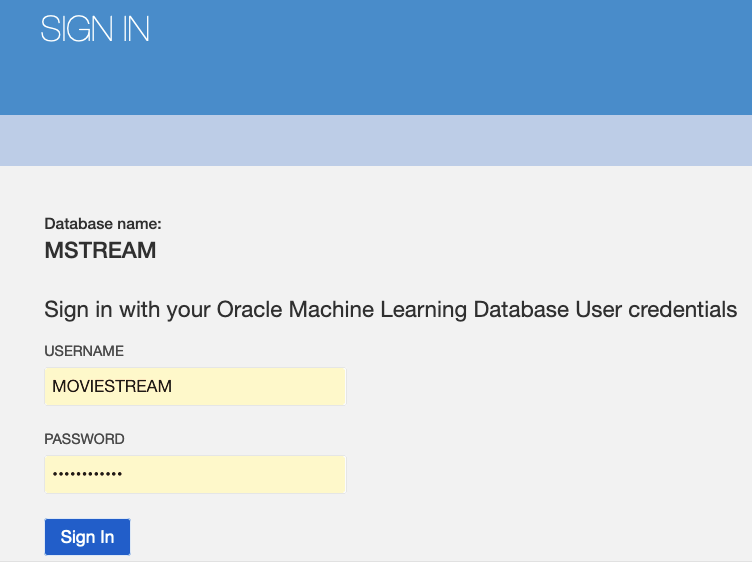 SIGN IN
Database name:
MSTREAM
Sign in with your Oracle Machine Learning Database User credentials
USERNAME
MOVIESTREAM
PASSWORD
••••••••••••
Sign In